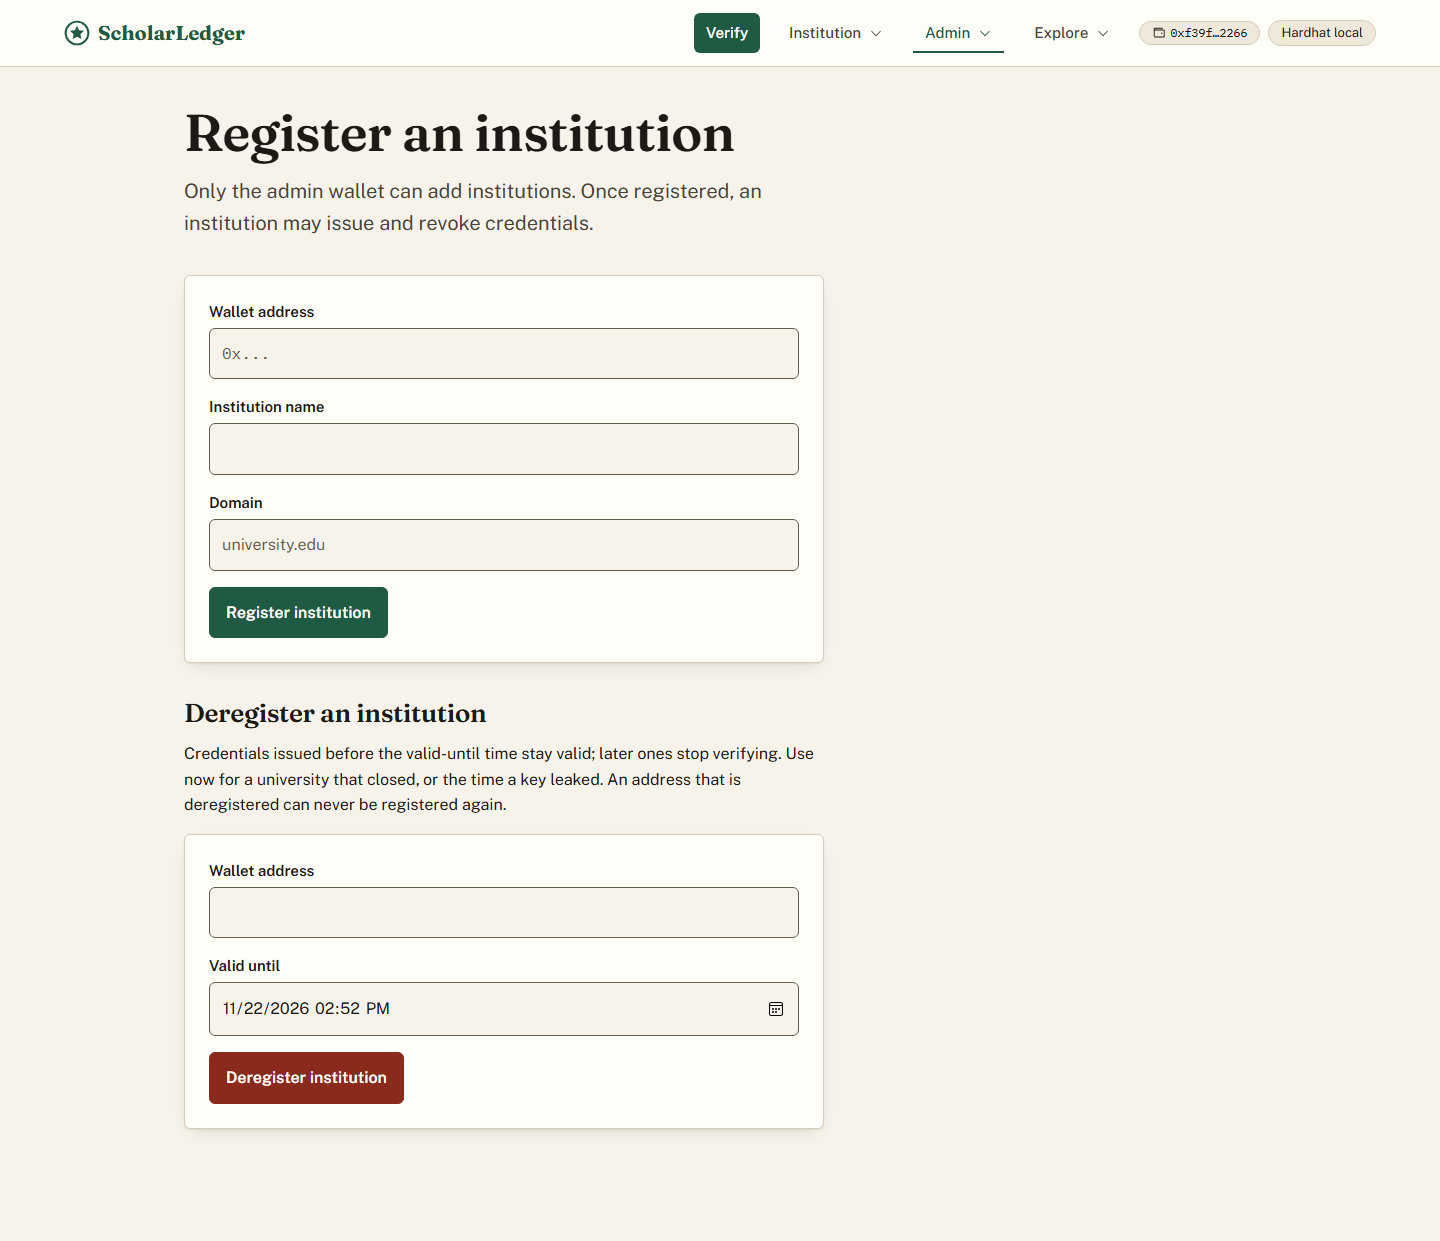 ScholarLedger
Verify
Institution
Admin
Explore
0xf39f…2266
Hardhat local
Register an institution
Only the admin wallet can add institutions. Once registered, an
institution may issue and revoke credentials.
Wallet address
0x...
Institution name
Domain
university.edu
Register institution
Deregister an institution
Credentials issued before the valid-until time stay valid; later ones stop verifying. Use
now for a university that closed, or the time a key leaked. An address that is
deregistered can never be registered again.
Wallet address
Valid until
11/22/2026 02:52 PM
Deregister institution